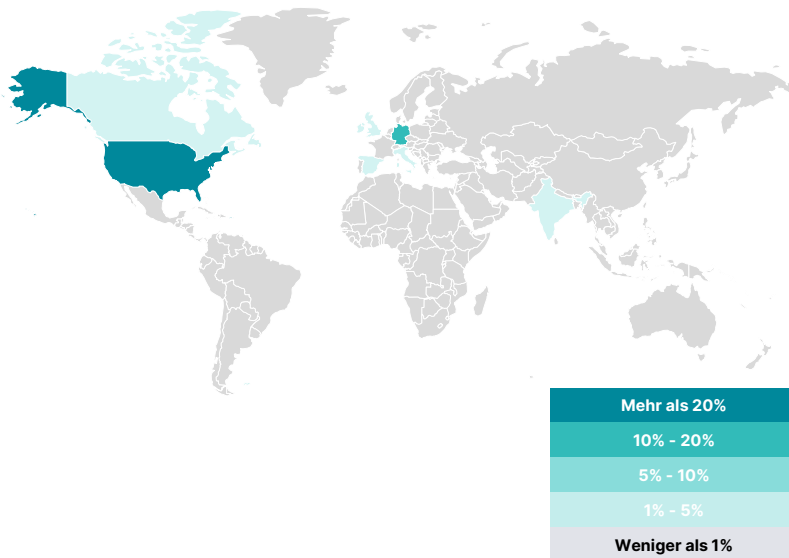 Mehr als 20%
10% - 20%
5% - 10%
1% - 5%
Weniger als 1%